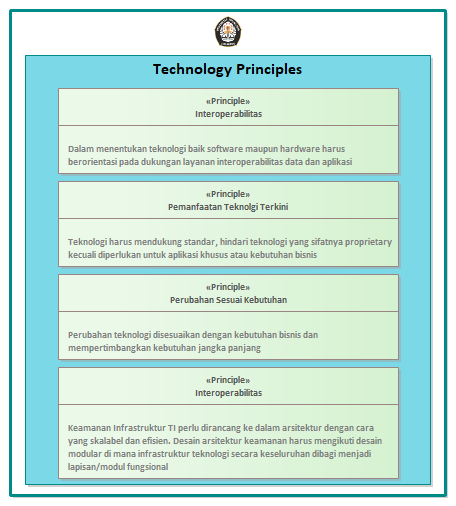 Technology Principles
«Principle»
Interoperabilitas
Dalam menentukan teknologi baik software maupun hardware harus
berorientasi pada dukungan layanan interoperabilitas data dan aplikasi
«Principle»
Pemanfaatan Teknolgi Terkini
Teknologi harus mendukung standar, hindari teknologi yang sifatnya proprietary
kecuali diperlukan untuk aplikasi khusus atau kebutuhan bisnis
«Principle»
Perubahan Sesuai Kebutuhan
Perubahan teknologi disesuaikan dengan kebutuhan bisnis dan
mempertimbangkan kebutuhan jangka panjang
«Principle»
Interoperabilitas
Keamanan Infrastruktur TI perlu dirancang ke dalam arsitektur dengan cara
yang skalabel dan efisien. Desain arsitektur keamanan harus mengikuti desain
modular di mana infrastruktur teknologi secara keseluruhan dibagi menjadi
lapisan/modul fungsional